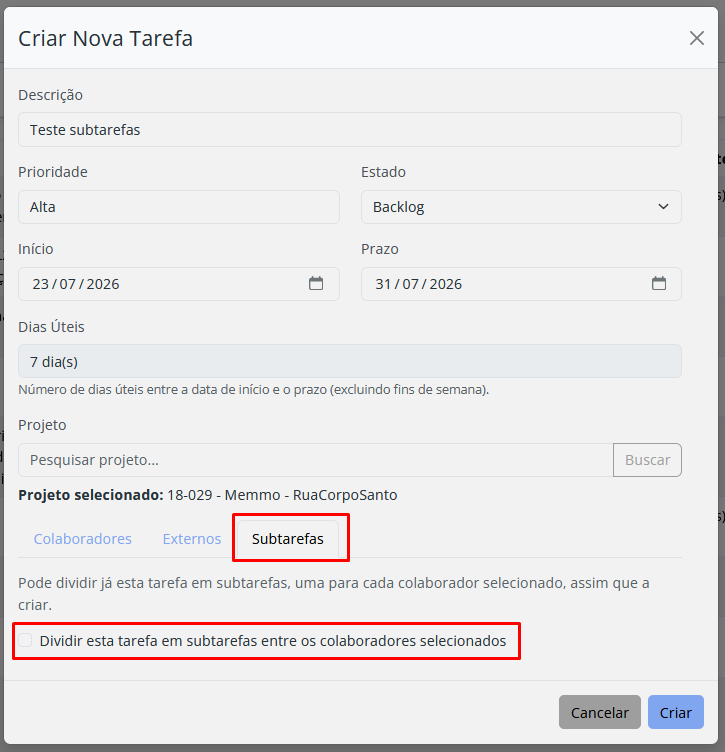 Criar Nova Tarefa
Descrição
Teste subtarefas
Prioridade
Estado
Alta
Backlog
Início
Prazo
23/07/2026
31/07/2026
Dias Úteis
7 dia(s)
Número de dias úteis entre a data de início e o prazo (excluindo fins de semana).
Projeto
Pesquisar projeto...
Buscar
Projeto selecionado: 18-029 - Memmo - RuaCorpoSanto
Colaboradores
Externos
Subtarefas
Pode dividir já esta tarefa em subtarefas, uma para cada colaborador selecionado, assim que a
criar.
Dividir esta tarefa em subtarefas entre os colaboradores selecionados
Cancelar
Criar